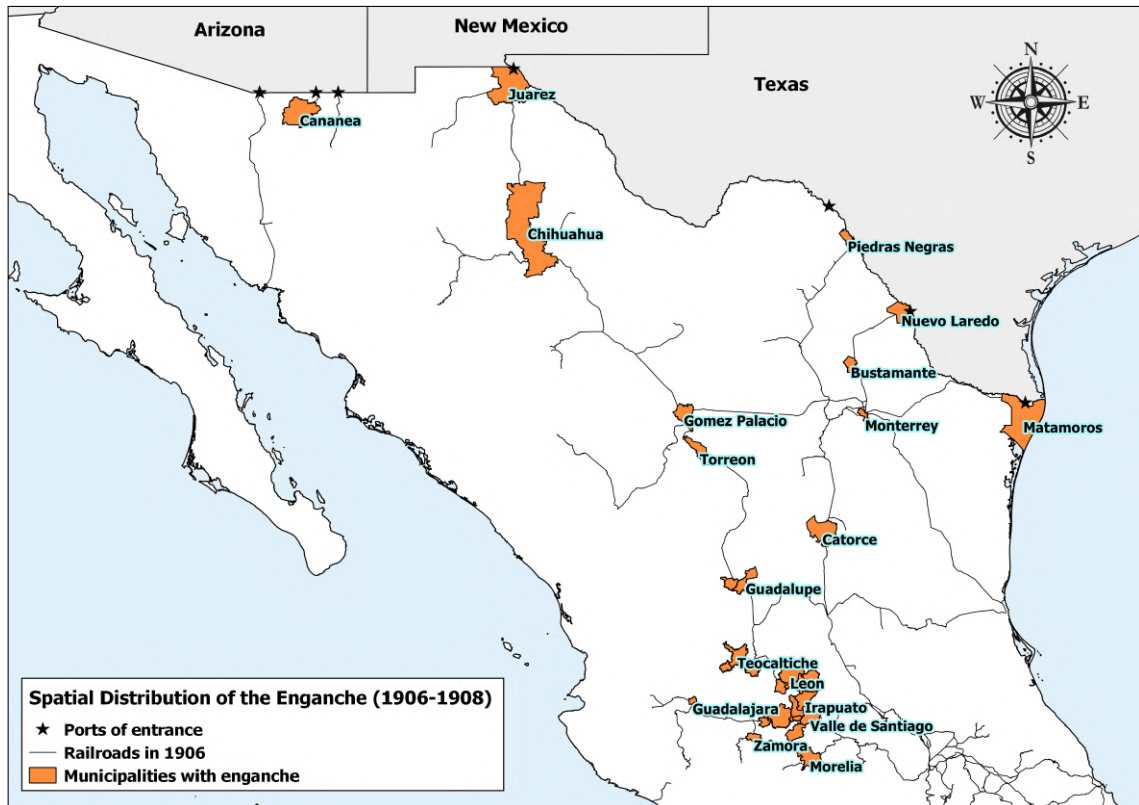 Arizona
New Mexico
Texas
N
W
E
S
Juarez
Cananea
Chihuahua
Piedras Negras
Nuevo Laredo
Bustamante
Gomez Palacio
Monterrey
Matamoros
Torreon
Catorce
Guadalupe
Teocaltiche
Leon
Guadalajara
Irapuato
Valle de Santiago
Zamora
Morelia
Spatial Distribution of the Enganche (1906-1908)
Ports of entrance
Railroads in 1906
Municipalities with enganche